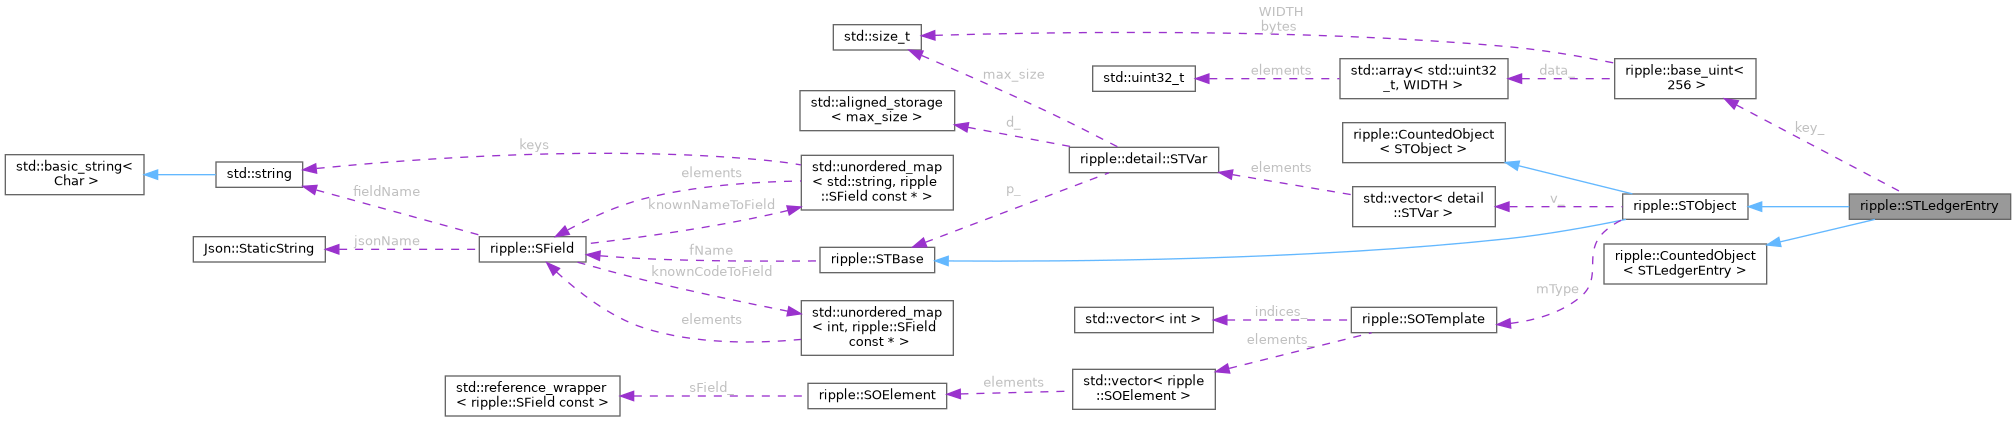 WIDTH
bytes
std::size_t
max_size
std::uint32_t
elements
std::array< std::uint32
_t, WIDTH >
data_
ripple::base_uint<
256 >
std::aligned_storage
< max_size >
d_
ripple::CountedObject
< STObject >
key_
keys
std::basic_string<
Char >
std::string
elements
std::unordered_map
< std::string, ripple
::SField const * >
ripple::detail::STVar
elements
fieldName
knownNameToField
p_
std::vector< detail
::STVar >
v_
ripple::STObject
ripple::STLedgerEntry
Json::StaticString
jsonName
ripple::SField
fName
ripple::STBase
ripple::CountedObject
< STLedgerEntry >
knownCodeToField
mType
elements
std::unordered_map
< int, ripple::SField
const * >
std::vector< int >
indices_
ripple::SOTemplate
elements_
std::reference_wrapper
< ripple::SField const >
sField_
ripple::SOElement
elements
std::vector< ripple
::SOElement >